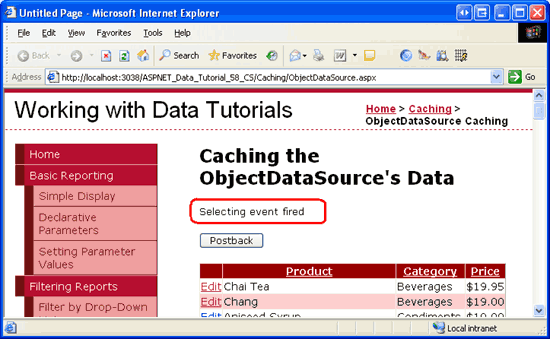 Untitled Page - Microsoft Internet Explorer
File Edit View Favorites Tools Help
Back Search Favorites
Address http://localhost:3038/ASPNET_Data_Tutorial_58_CS/Caching/ObjectDataSource.aspx Go
Working with Data Tutorials
Home > Caching >
ObjectDataSource Caching
Home
Basic Reporting
Simple Display
Declarative
Parameters
Setting Parameter
Values
Filtering Reports
Filter by Drop-Down
Caching the
ObjectDataSource's Data
Selecting event fired
Postback
Product Category Price
Edit Chai Tea Beverages $19.95
Edit Chang Beverages $19.00
Edit Aniseed Syrup Condiments $10.00
Local intranet